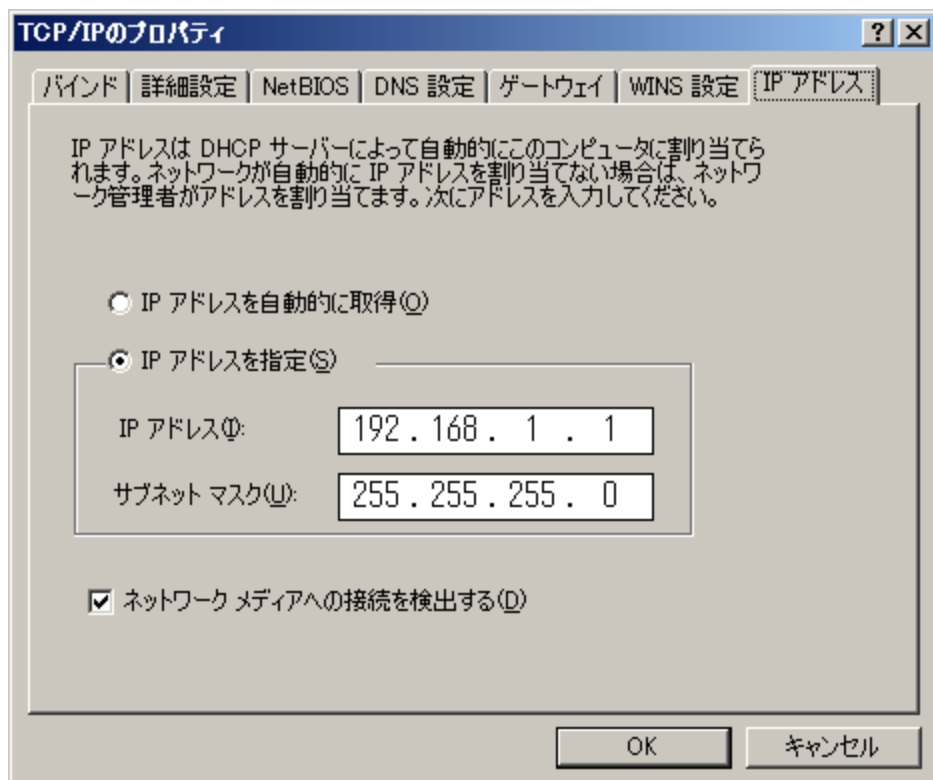 TCP/IPのプロパティ
バインド 詳細設定 NetBIOS DNS 設定 ゲートウェイ WINS 設定 IP アドレス
IP アドレスは DHCP サーバーによって自動的にこのコンピュータに割り当てら
れます。ネットワークが自動的に IP アドレスを割り当てない場合は、ネットワ
ーク管理者がアドレスを割り当てます。次にアドレスを入力してください。
IP アドレスを自動的に取得(O)
IP アドレスを指定(S)
IP アドレス(I): 192.168. 1 . 1
サブネット マスク(U): 255.255.255. 0
ネットワーク メディアへの接続を検出する(D)
OK キャンセル